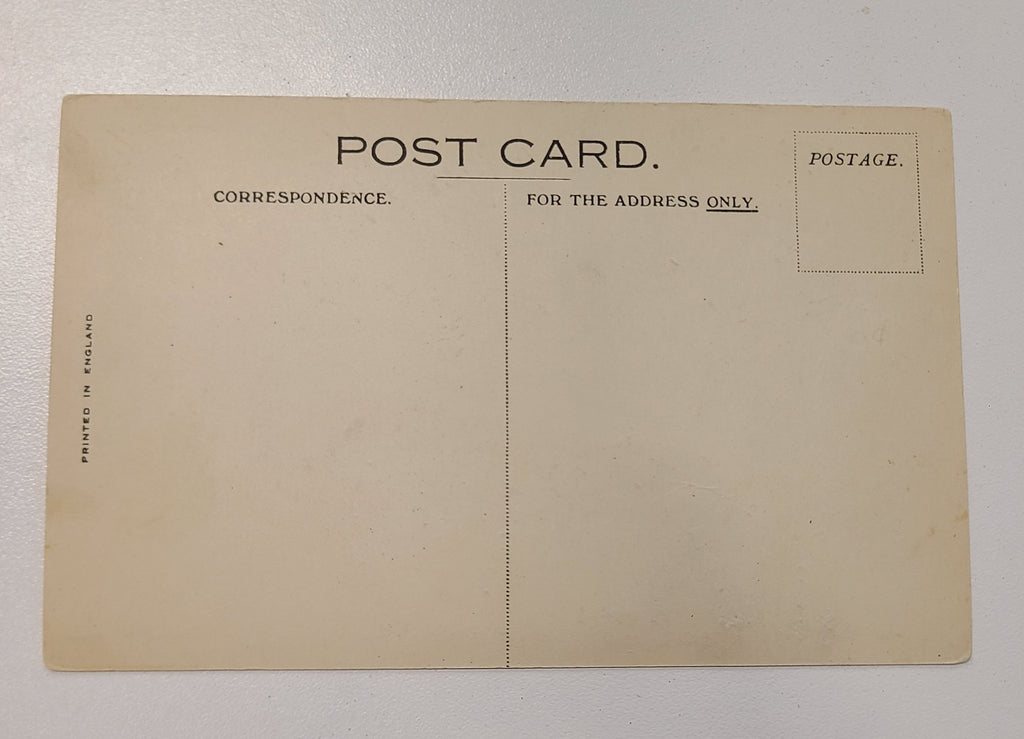 POST CARD.
CORRESPONDENCE.
FOR THE ADDRESS ONLY.
POSTAGE.
PRINTED IN ENGLAND